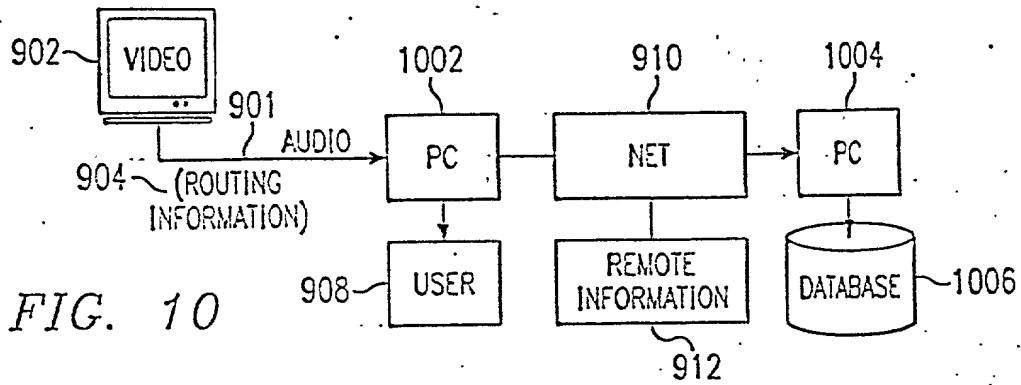 902
VIDEO
901
AUDIO
904
(ROUTING
INFORMATION)
1002
PC
910
NET
1004
PC
908
USER
REMOTE
INFORMATION
912
DATABASE
1006
FIG. 10